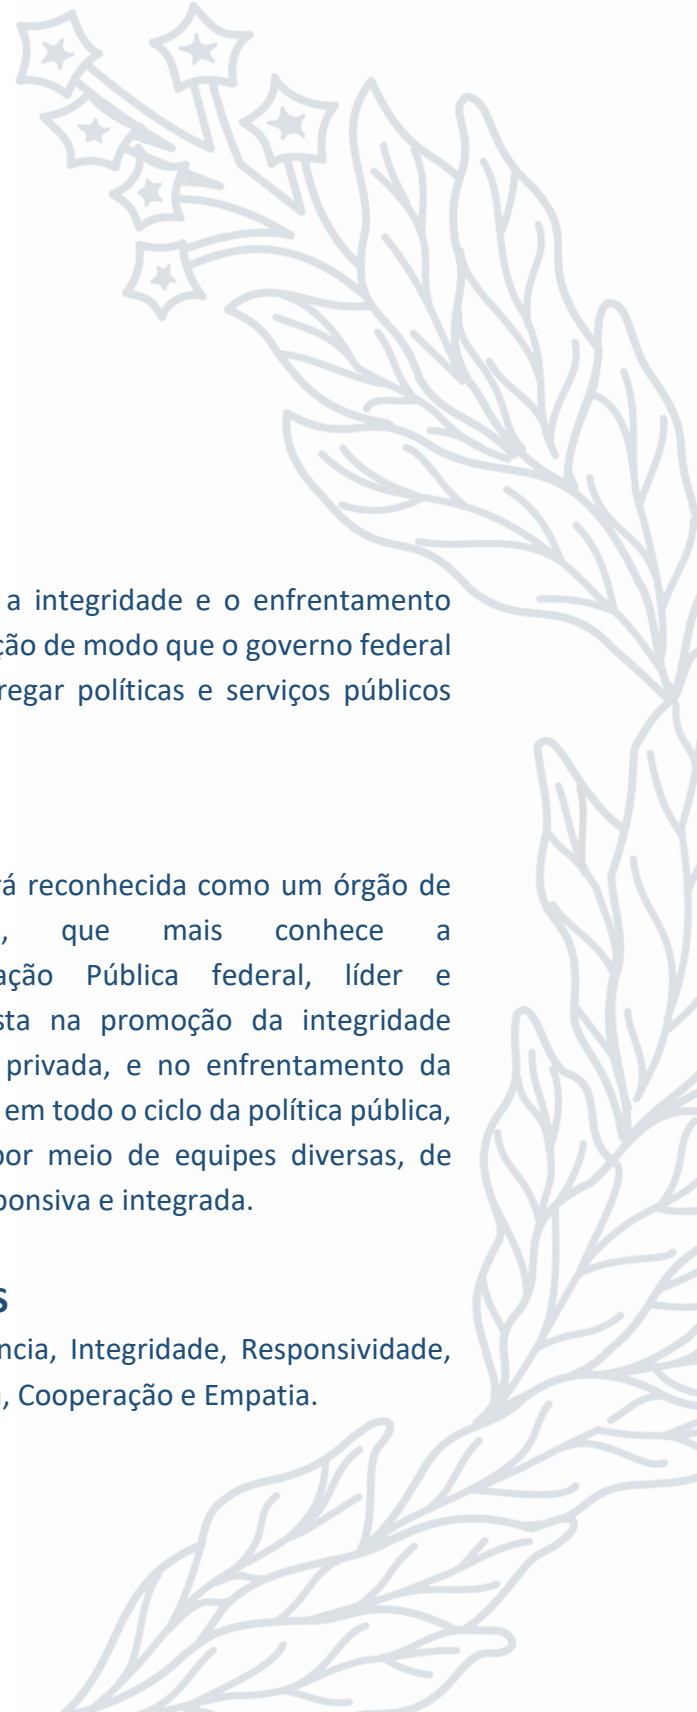 a integridade e o enfrentamento
ção de modo que o governo federal
regar políticas e serviços públicos
rá reconhecida como um órgão de
, que mais conhece a
ação Pública federal, líder e
sta na promoção da integridade
privada, e no enfrentamento da
em todo o ciclo da política pública,
por meio de equipes diversas, de
ponsiva e integrada.
S
ncia, Integridade, Responsividade,
, Cooperação e Empatia.